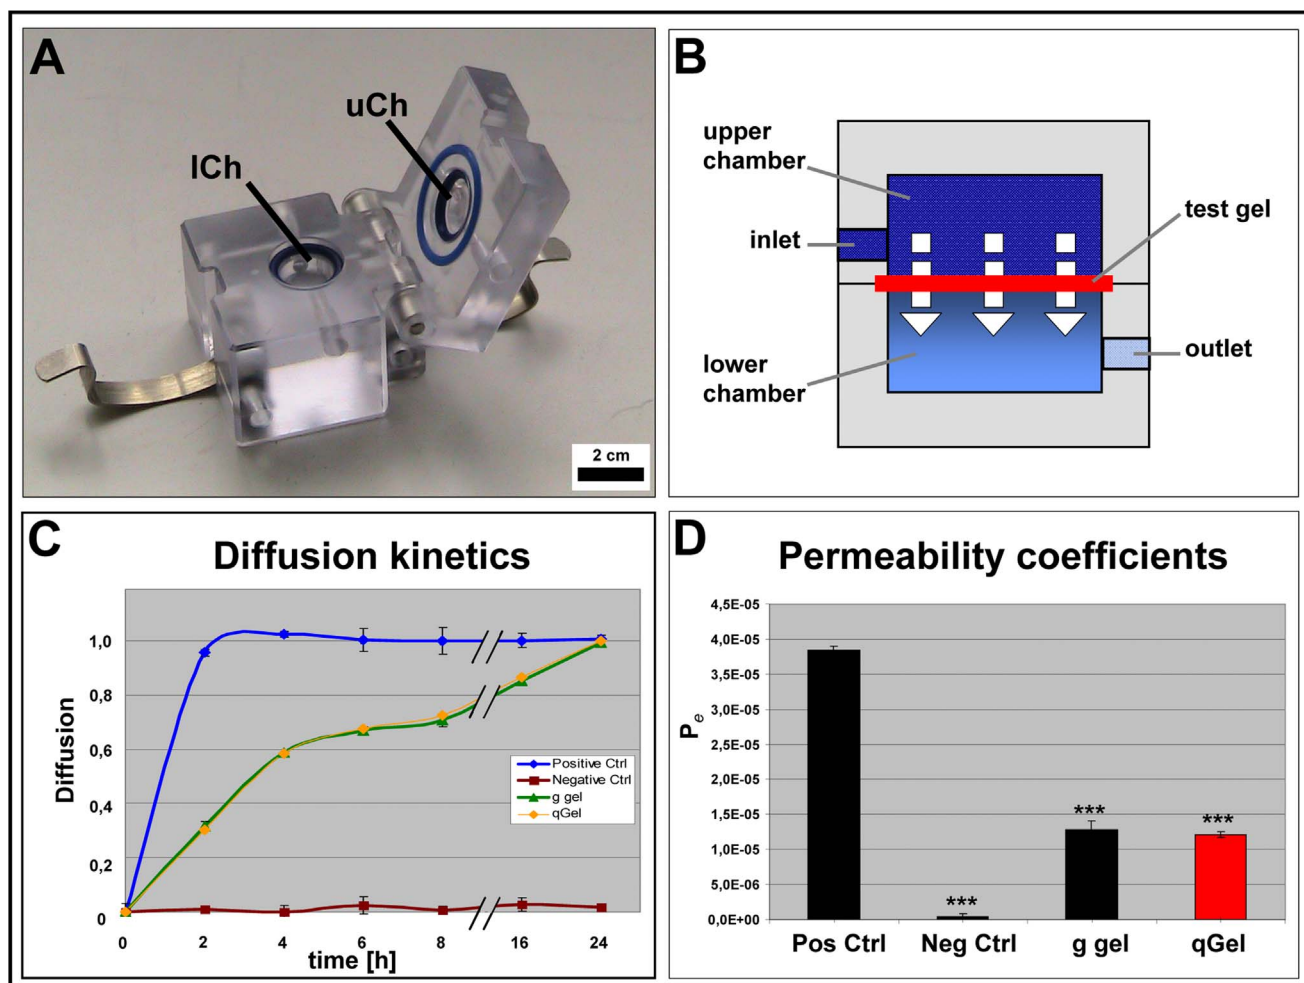 A
uCh
lCh
2 cm
B
upper
chamber
test gel
inlet
outlet
lower
chamber
C
Diffusion kinetics
1,0
0,8
0,6
0,4
0,2
0
Diffusion
Positive Ctrl
Negative Ctrl
g gel
qGel
0 2 4 6 8 16 24
time [h]
D
Permeability coefficients
4,5E-05
4,0E-05
3,5E-05
3,0E-05
2,5E-05
2,0E-05
1,5E-05
1,0E-05
5,0E-06
0,0E+00
Pe
***
***
***
Pos Ctrl Neg Ctrl g gel qGel